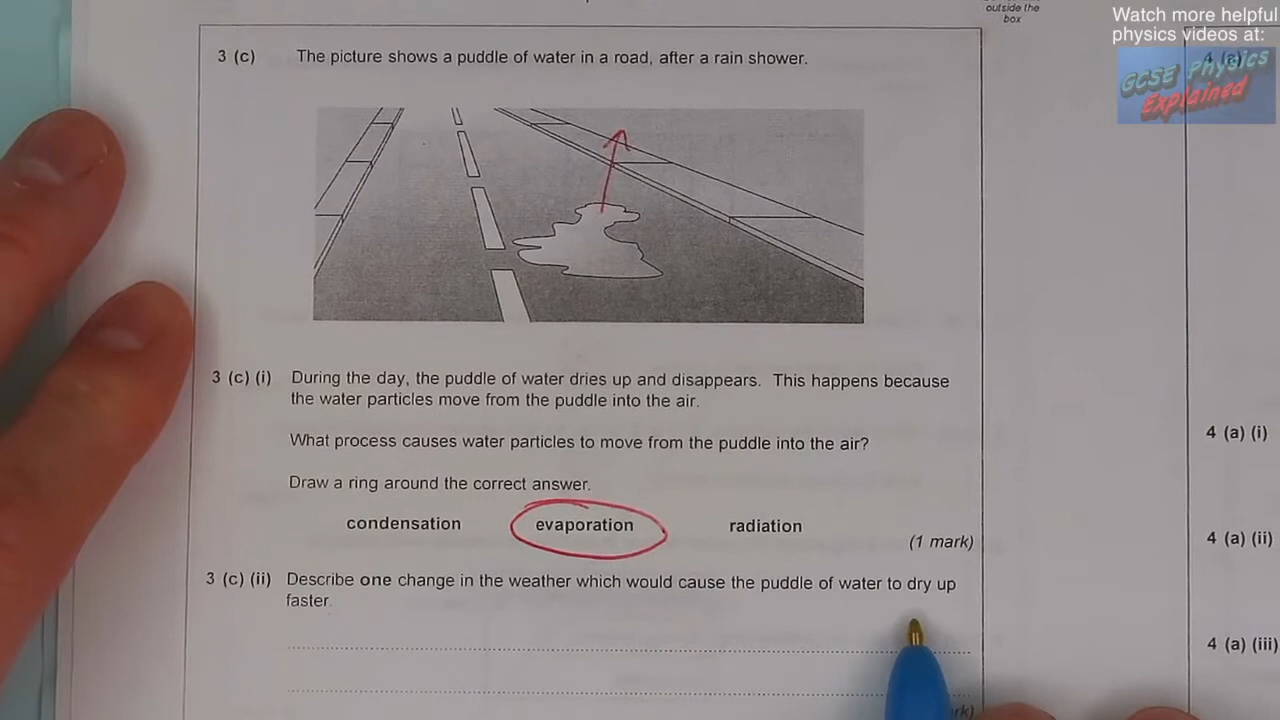 outside the
box
Watch more helpful
physics videos at:
4 (a)
GCSE Physics
Explained
3 (c) The picture shows a puddle of water in a road, after a rain shower.
3 (c) (i) During the day, the puddle of water dries up and disappears. This happens because
the water particles move from the puddle into the air.
What process causes water particles to move from the puddle into the air?
Draw a ring around the correct answer.
condensation evaporation radiation
(1 mark)
3 (c) (ii) Describe one change in the weather which would cause the puddle of water to dry up
faster.
4 (a) (i)
4 (a) (ii)
4 (a) (iii)